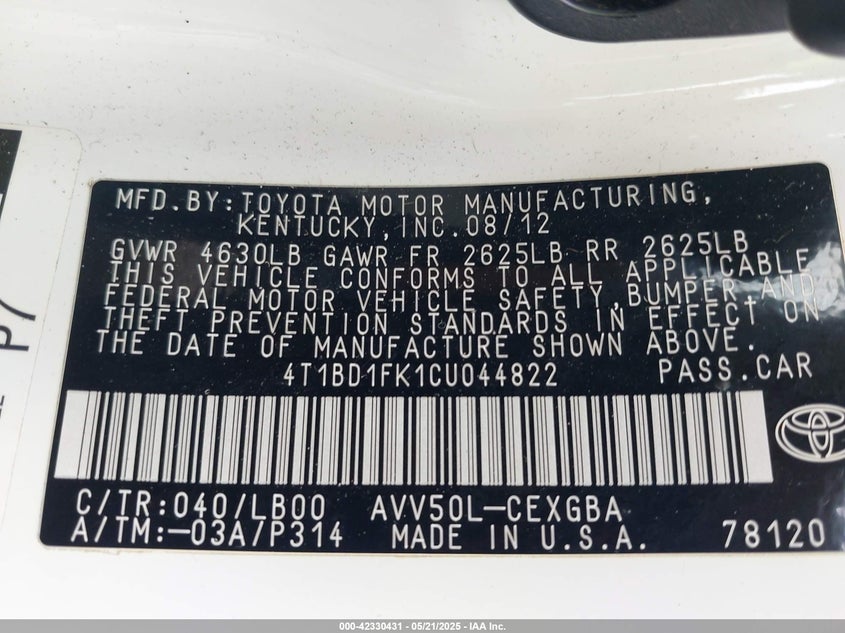 MFD.BY:TOYOTA MOTOR MANUFACTURING,
KENTUCKY,INC.08/12
GVWR 4630LB GAWR FR 2625LB RR 2625LB
THIS VEHICLE CONFORMS TO ALL APPLICABLE
FEDERAL MOTOR VEHICLE SAFETY,BUMPER,AND
THEFT PREVENTION STANDARDS IN EFFECT ON
THE DATE OF MANUFACTURE SHOWN ABOVE.
4T1BD1FK1CU044822 PASS.CAR
C/TR:040/LB00 AVV50L-CEXGBA
A/TM:-03A/P314 MADE IN U.S.A. 78120
000-42330431 - 05/21/2025 - IAA Inc.